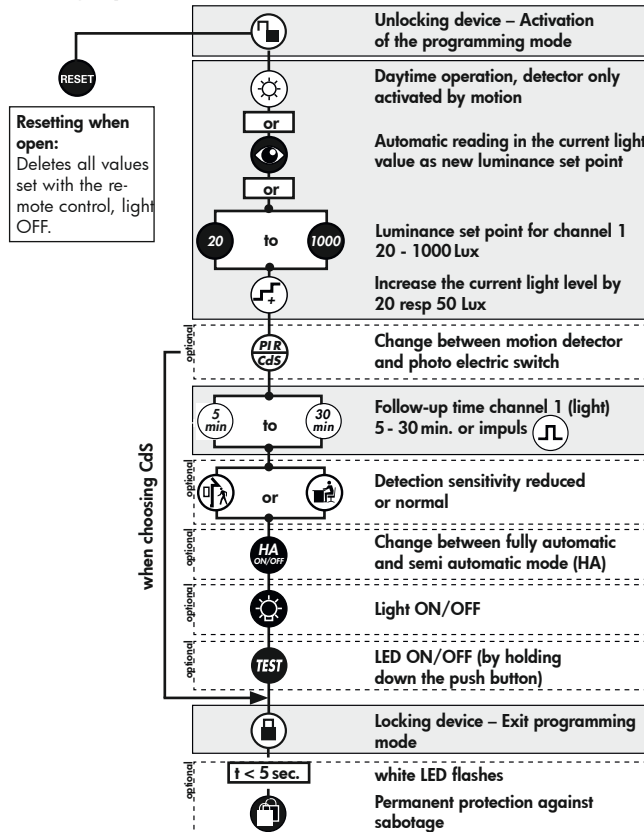 Unlocking device – Activation
of the programming mode
RESET
Resetting when
open:
Deletes all values
set with the re-
mote control, light
OFF.
Daytime operation, detector only
activated by motion
or
Automatic reading in the current light
value as new luminance set point
or
20 to 1000
Luminance set point for channel 1
20 - 1000 Lux
Increase the current light level by
20 resp 50 Lux
optional
PIR
CdS
Change between motion detector
and photo electric switch
when choosing CdS
5
min
to
30
min
Follow-up time channel 1 (light)
5 - 30 min. or impuls
optional
or
Detection sensitivity reduced
or normal
optional
HA
ON/OFF
Change between fully automatic
and semi automatic mode (HA)
optional
Light ON/OFF
optional
TEST
LED ON/OFF (by holding
down the push button)
Locking device – Exit programming
mode
optional
t < 5 sec.
white LED flashes
Permanent protection against
sabotage